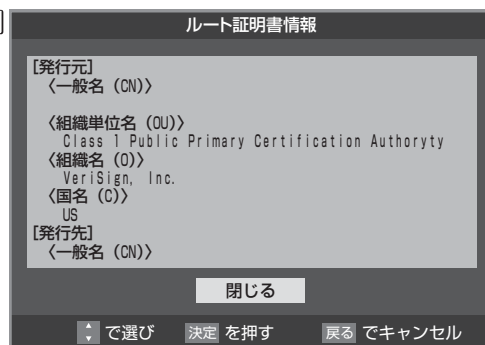 ルート証明書情報
[発行元]
〈一般名（CN）〉
〈組織単位名（OU）〉
Class 1 Public Primary Certification Authoryty
〈組織名（O）〉
VeriSign, Inc.
〈国名（C）〉
US
[発行先]
〈一般名（CN）〉
閉じる
で選び 決定 を押す 戻る でキャンセル